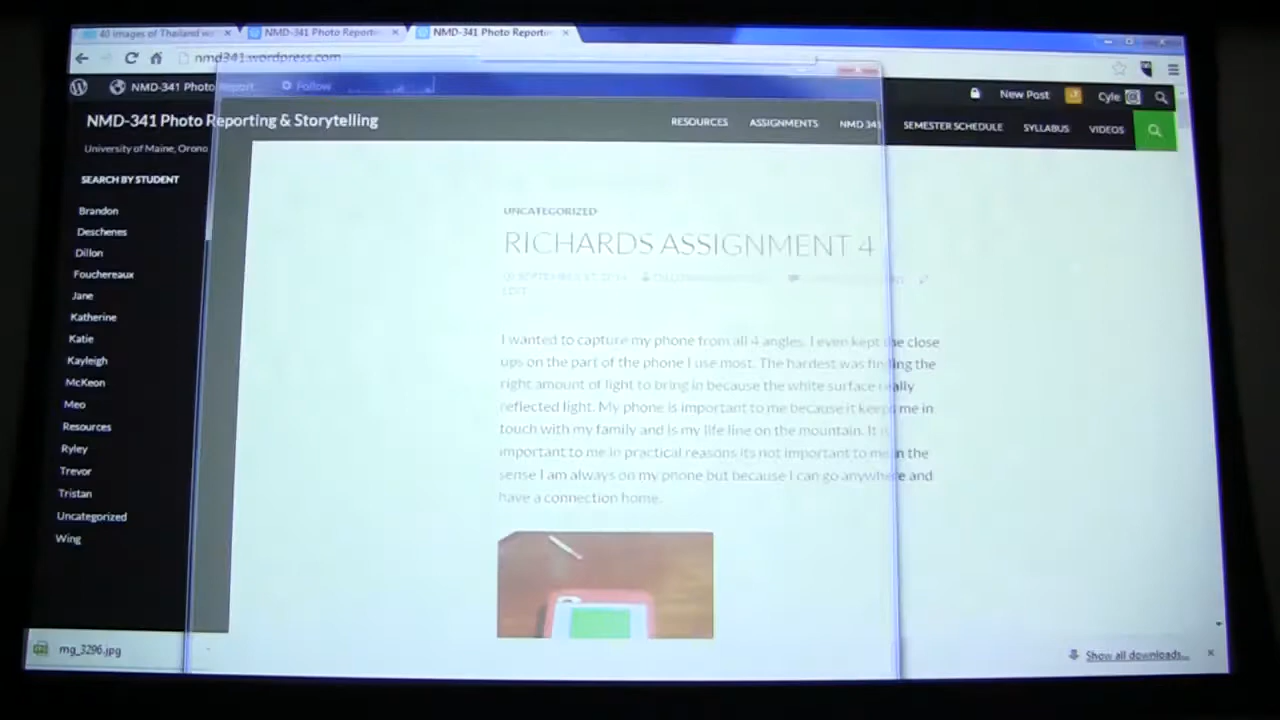 40 images of Thailand
NMD-341 Photo Reporti
NMD-341 Photo Reportin
nmd341.wordpress.com
NMD-341 Photo Report
Follow
New Post
Cyle
NMD-341 Photo Reporting & Storytelling
RESOURCES
ASSIGNMENTS
NMD 341
SEMESTER SCHEDULE
SYLLABUS
VIDEOS
University of Maine, Orono
SEARCH BY STUDENT
Brandon
Deschenes
Dillon
Fouchereaux
Jane
Katherine
Katie
Kayleigh
McKeon
Meo
Resources
Ryley
Trevor
Tristan
Uncategorized
Wing
UNCATEGORIZED
RICHARDS ASSIGNMENT 4
EDIT
I wanted to capture my phone from all 4 angles. I even kept the close
ups on the part of the phone I use most. The hardest was finding the
right amount of light to bring in because the white surface really
reflected light. My phone is important to me because it keeps me in
touch with my family and is my life line on the mountain. It is
important to me in practical reasons its not important to me in the
sense I am always on my phone but because I can go anywhere and
have a connection home.
mg_3296.jpg
Show all downloads...